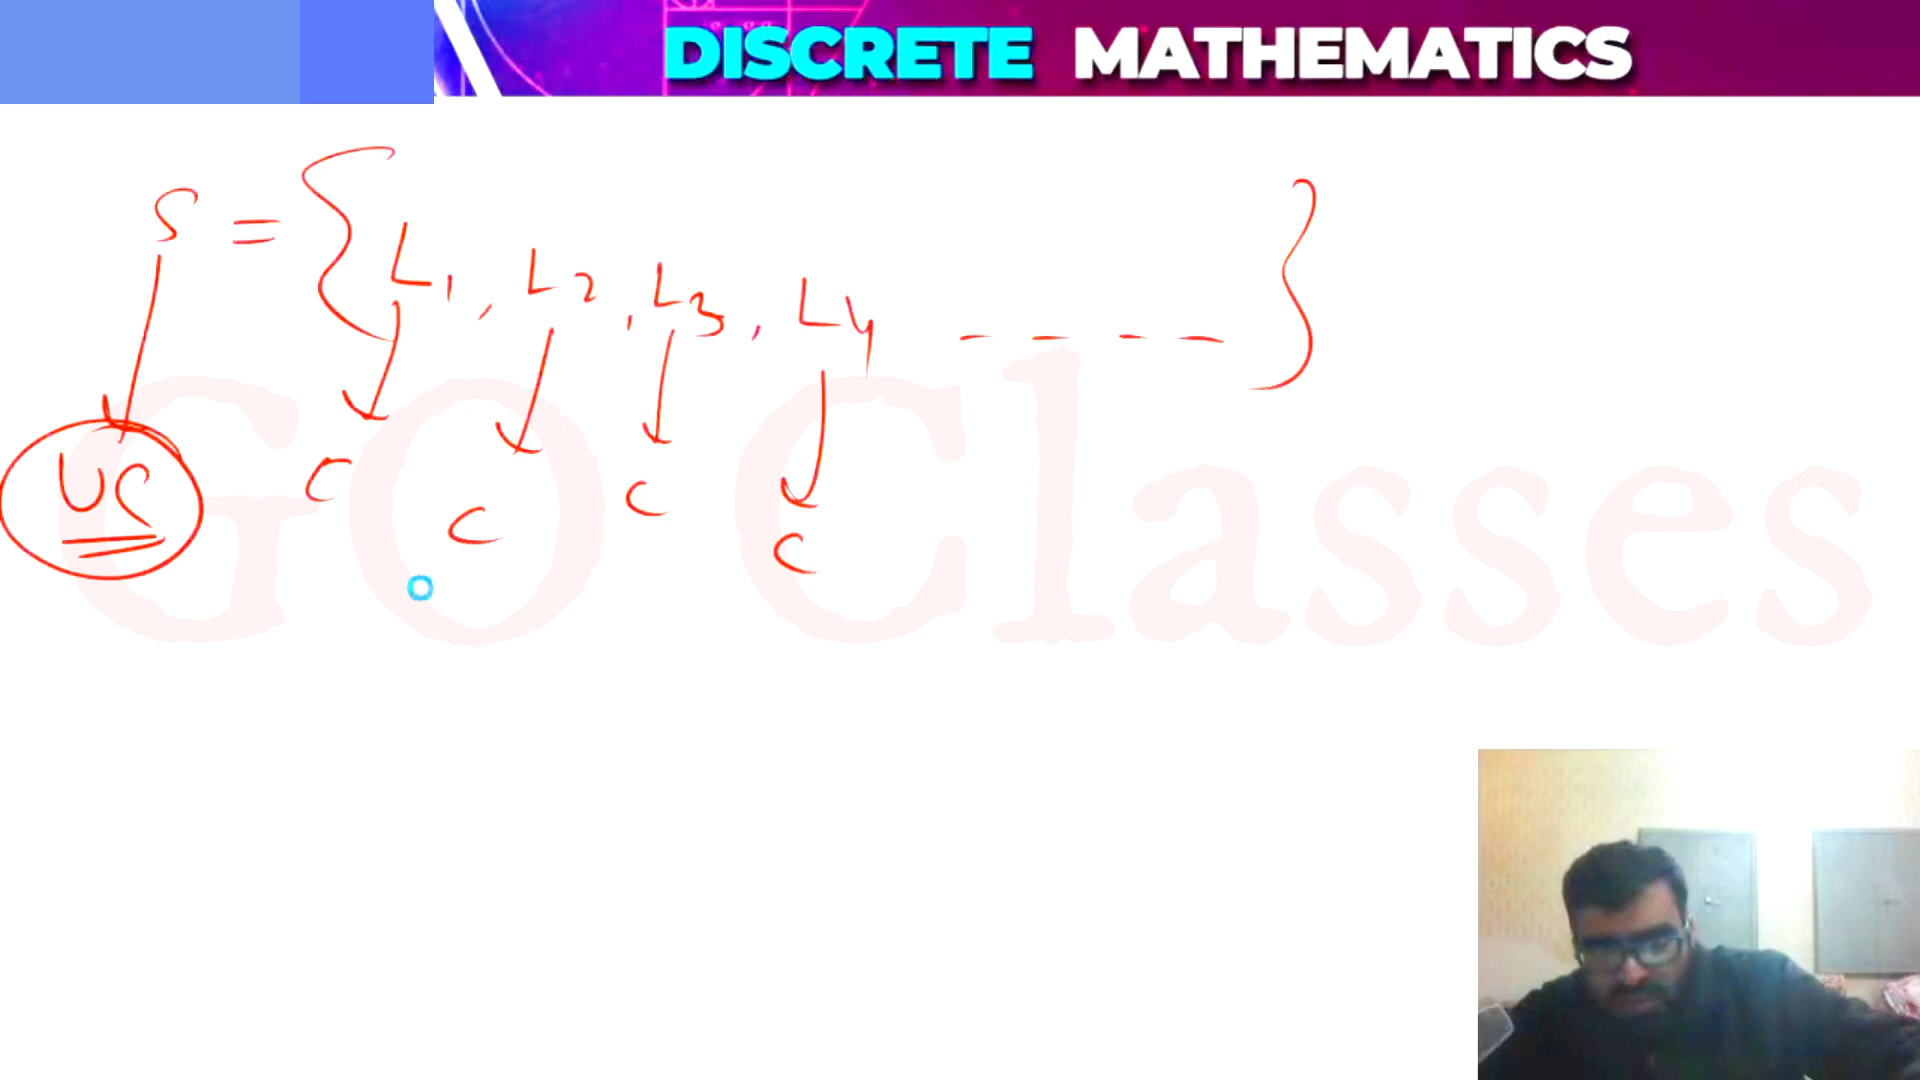 DISCRETE MATHEMATICS
S = { L1, L2, L3, L4 - - - - }
UC C C C C
GO Classes